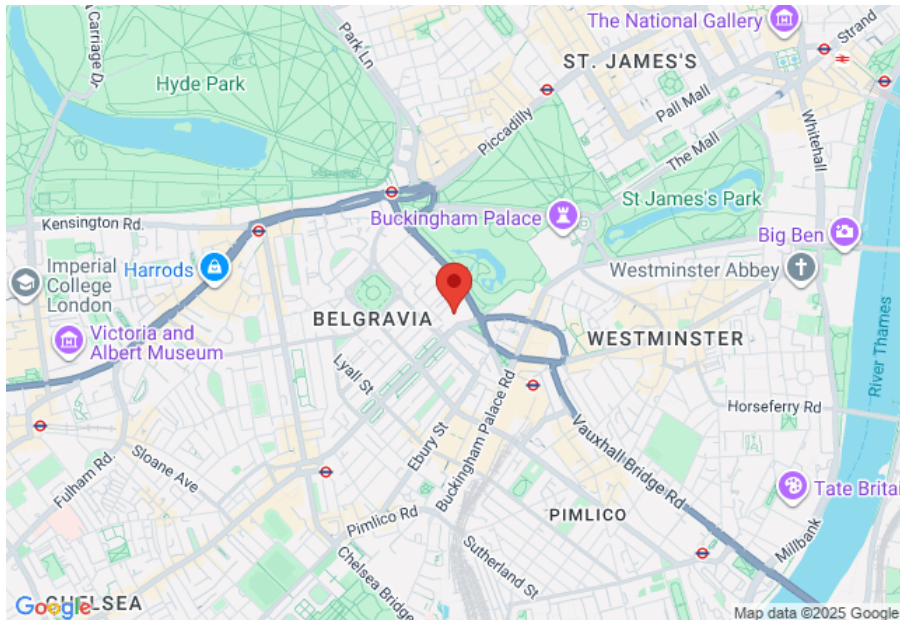 The National Gallery
Strand
Carriage Dr.
Park Ln
ST. JAMES'S
Hyde Park
Pall Mall
Piccadilly
Whitehall
The Mall
St James's Park
Buckingham Palace
Kensington Rd.
Big Ben
Imperial
College
London
Harrods
Westminster Abbey
BELGRAVIA
Victoria and
Albert Museum
WESTMINSTER
River Thames
Lyall St
Horseferry Rd
Ebury St
Buckingham Palace Rd
Vauxhall Bridge Rd
Sloane Ave
Fulham Rd.
Tate Britai
PIMLICO
Pimlico Rd
Millbank
Sutherland St
Chelsea Bridge
Google
CHELSEA
Map data ©2025 Google